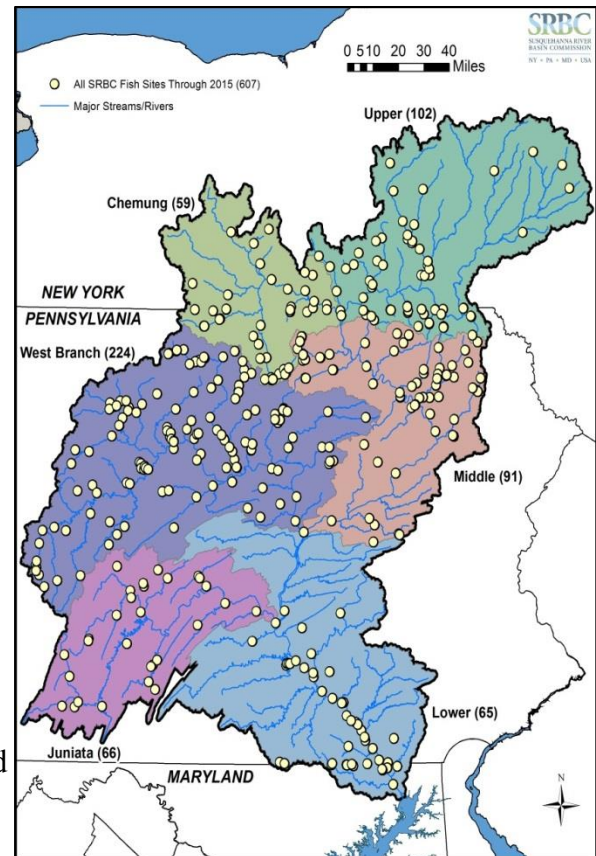 SRBC
SUSQUEHANNA RIVER
BASIN COMMISSION
NY • PA • MD • USA
0 5 10 20 30 40
Miles
All SRBC Fish Sites Through 2015 (607)
Major Streams/Rivers
Upper (102)
Chemung (59)
NEW YORK
PENNSYLVANIA
West Branch (224)
Middle (91)
Lower (65)
Juniata (66)
MARYLAND
N